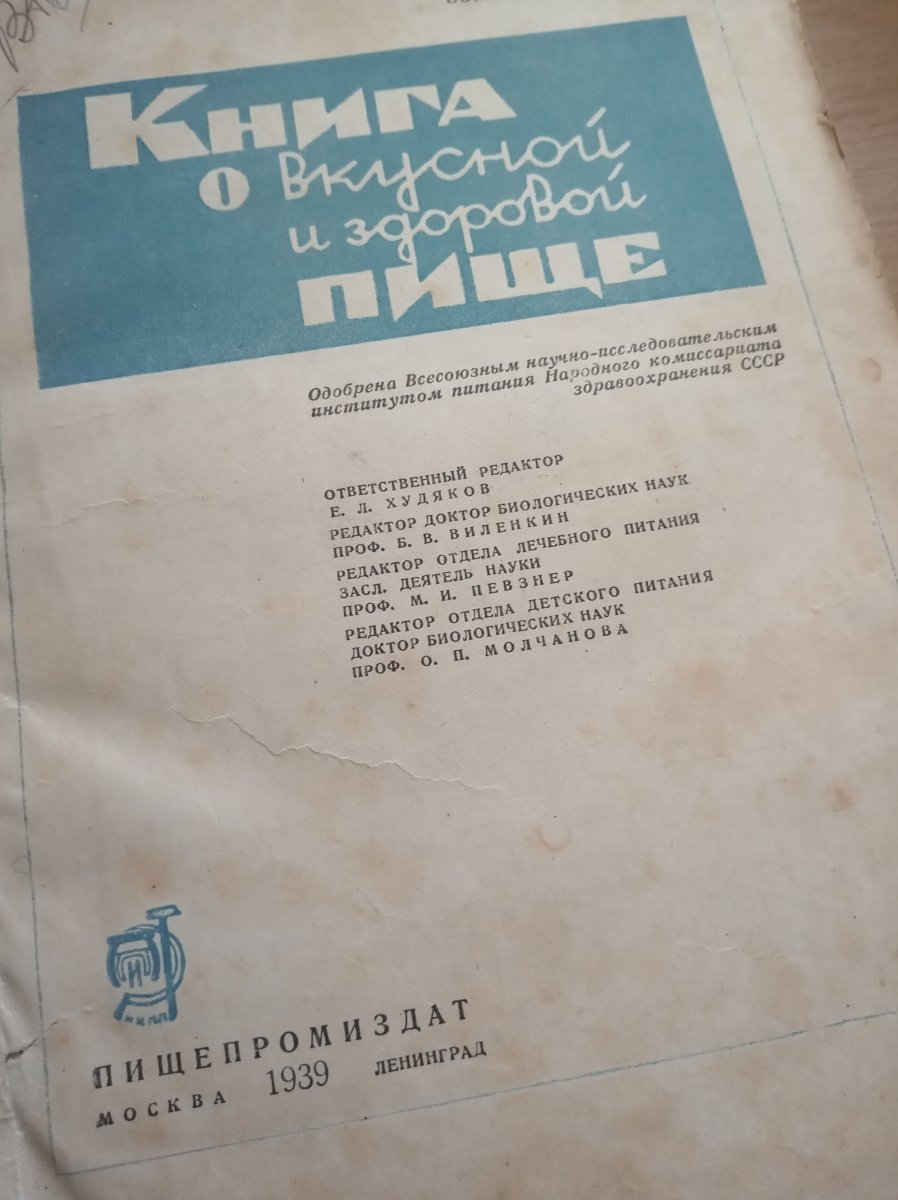 Книга
о вкусной
и здоровой
ПИЩЕ
Одобрена Всесоюзным научно-исследовательским
институтом питания Народного комиссариата
здравоохранения СССР
ОТВЕТСТВЕННЫЙ РЕДАКТОР
Е. Л. ХУДЯКОВ
РЕДАКТОР ДОКТОР БИОЛОГИЧЕСКИХ НАУК
ПРОФ. Б. В. ВИЛЕНКИН
РЕДАКТОР ОТДЕЛА ЛЕЧЕБНОГО ПИТАНИЯ
ЗАСЛ. ДЕЯТЕЛЬ НАУКИ
ПРОФ. М. И. ПЕВЗНЕР
РЕДАКТОР ОТДЕЛА ДЕТСКОГО ПИТАНИЯ
ДОКТОР БИОЛОГИЧЕСКИХ НАУК
ПРОФ. О. П. МОЛЧАНОВА
ПИЩЕПРОМИЗДАТ
МОСКВА 1939 ЛЕНИНГРАД